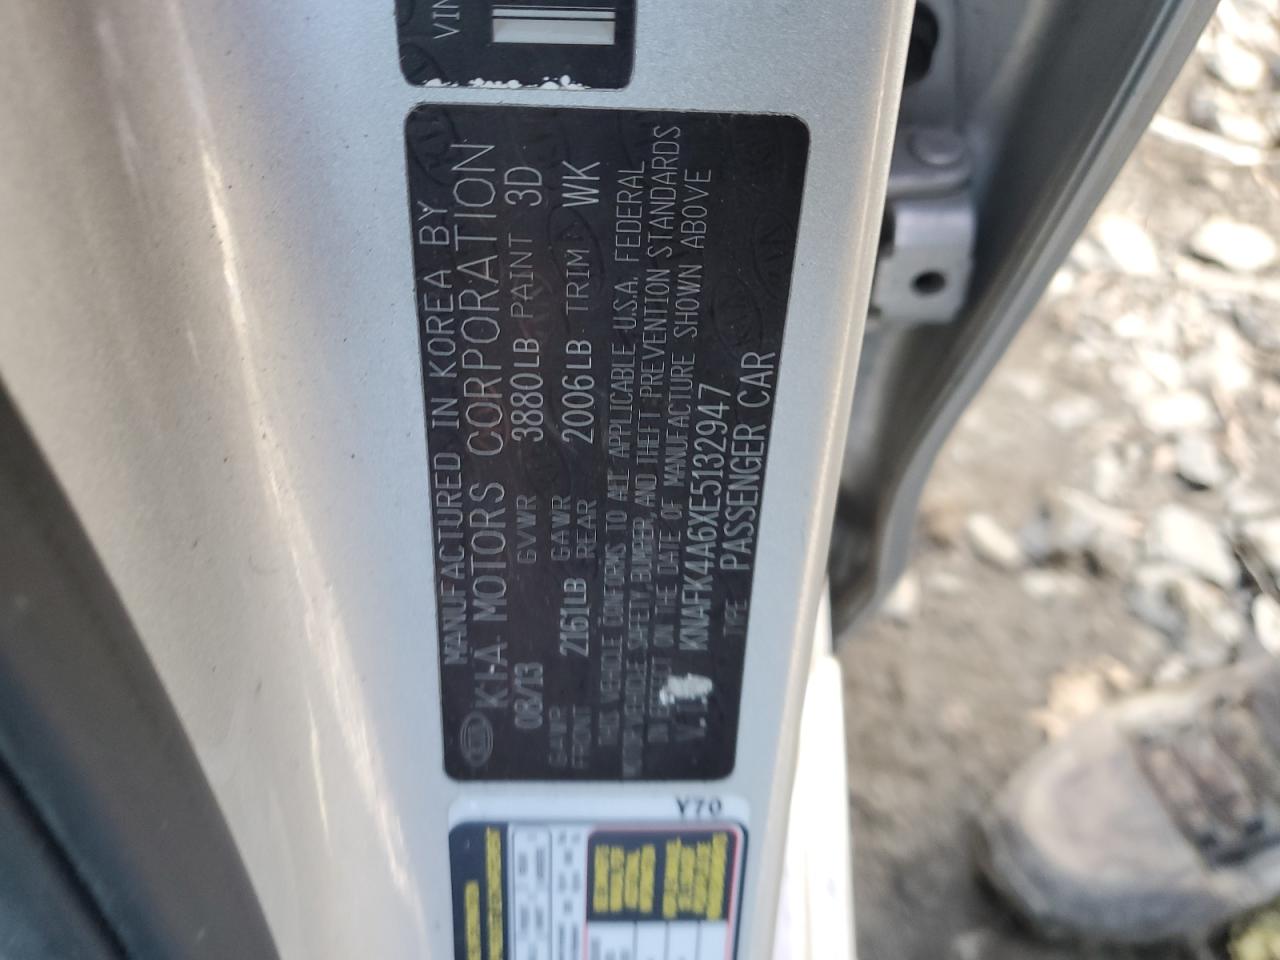 VIN
MANUFACTURED IN KOREA BY
KIA MOTORS CORPORATION
08/13 GVWR 3880LB PAINT 3D
GAWR FRONT 2161LB GAWR REAR 2006LB TRIM WK
THIS VEHICLE CONFORMS TO ALL APPLICABLE U.S.A. FEDERAL
MOTOR VEHICLE SAFETY, BUMPER, AND THEFT PREVENTION STANDARDS
IN EFFECT ON THE DATE OF MANUFACTURE SHOWN ABOVE
V.I. KNAFK4A6XE5132947
TYPE PASSENGER CAR
Y70